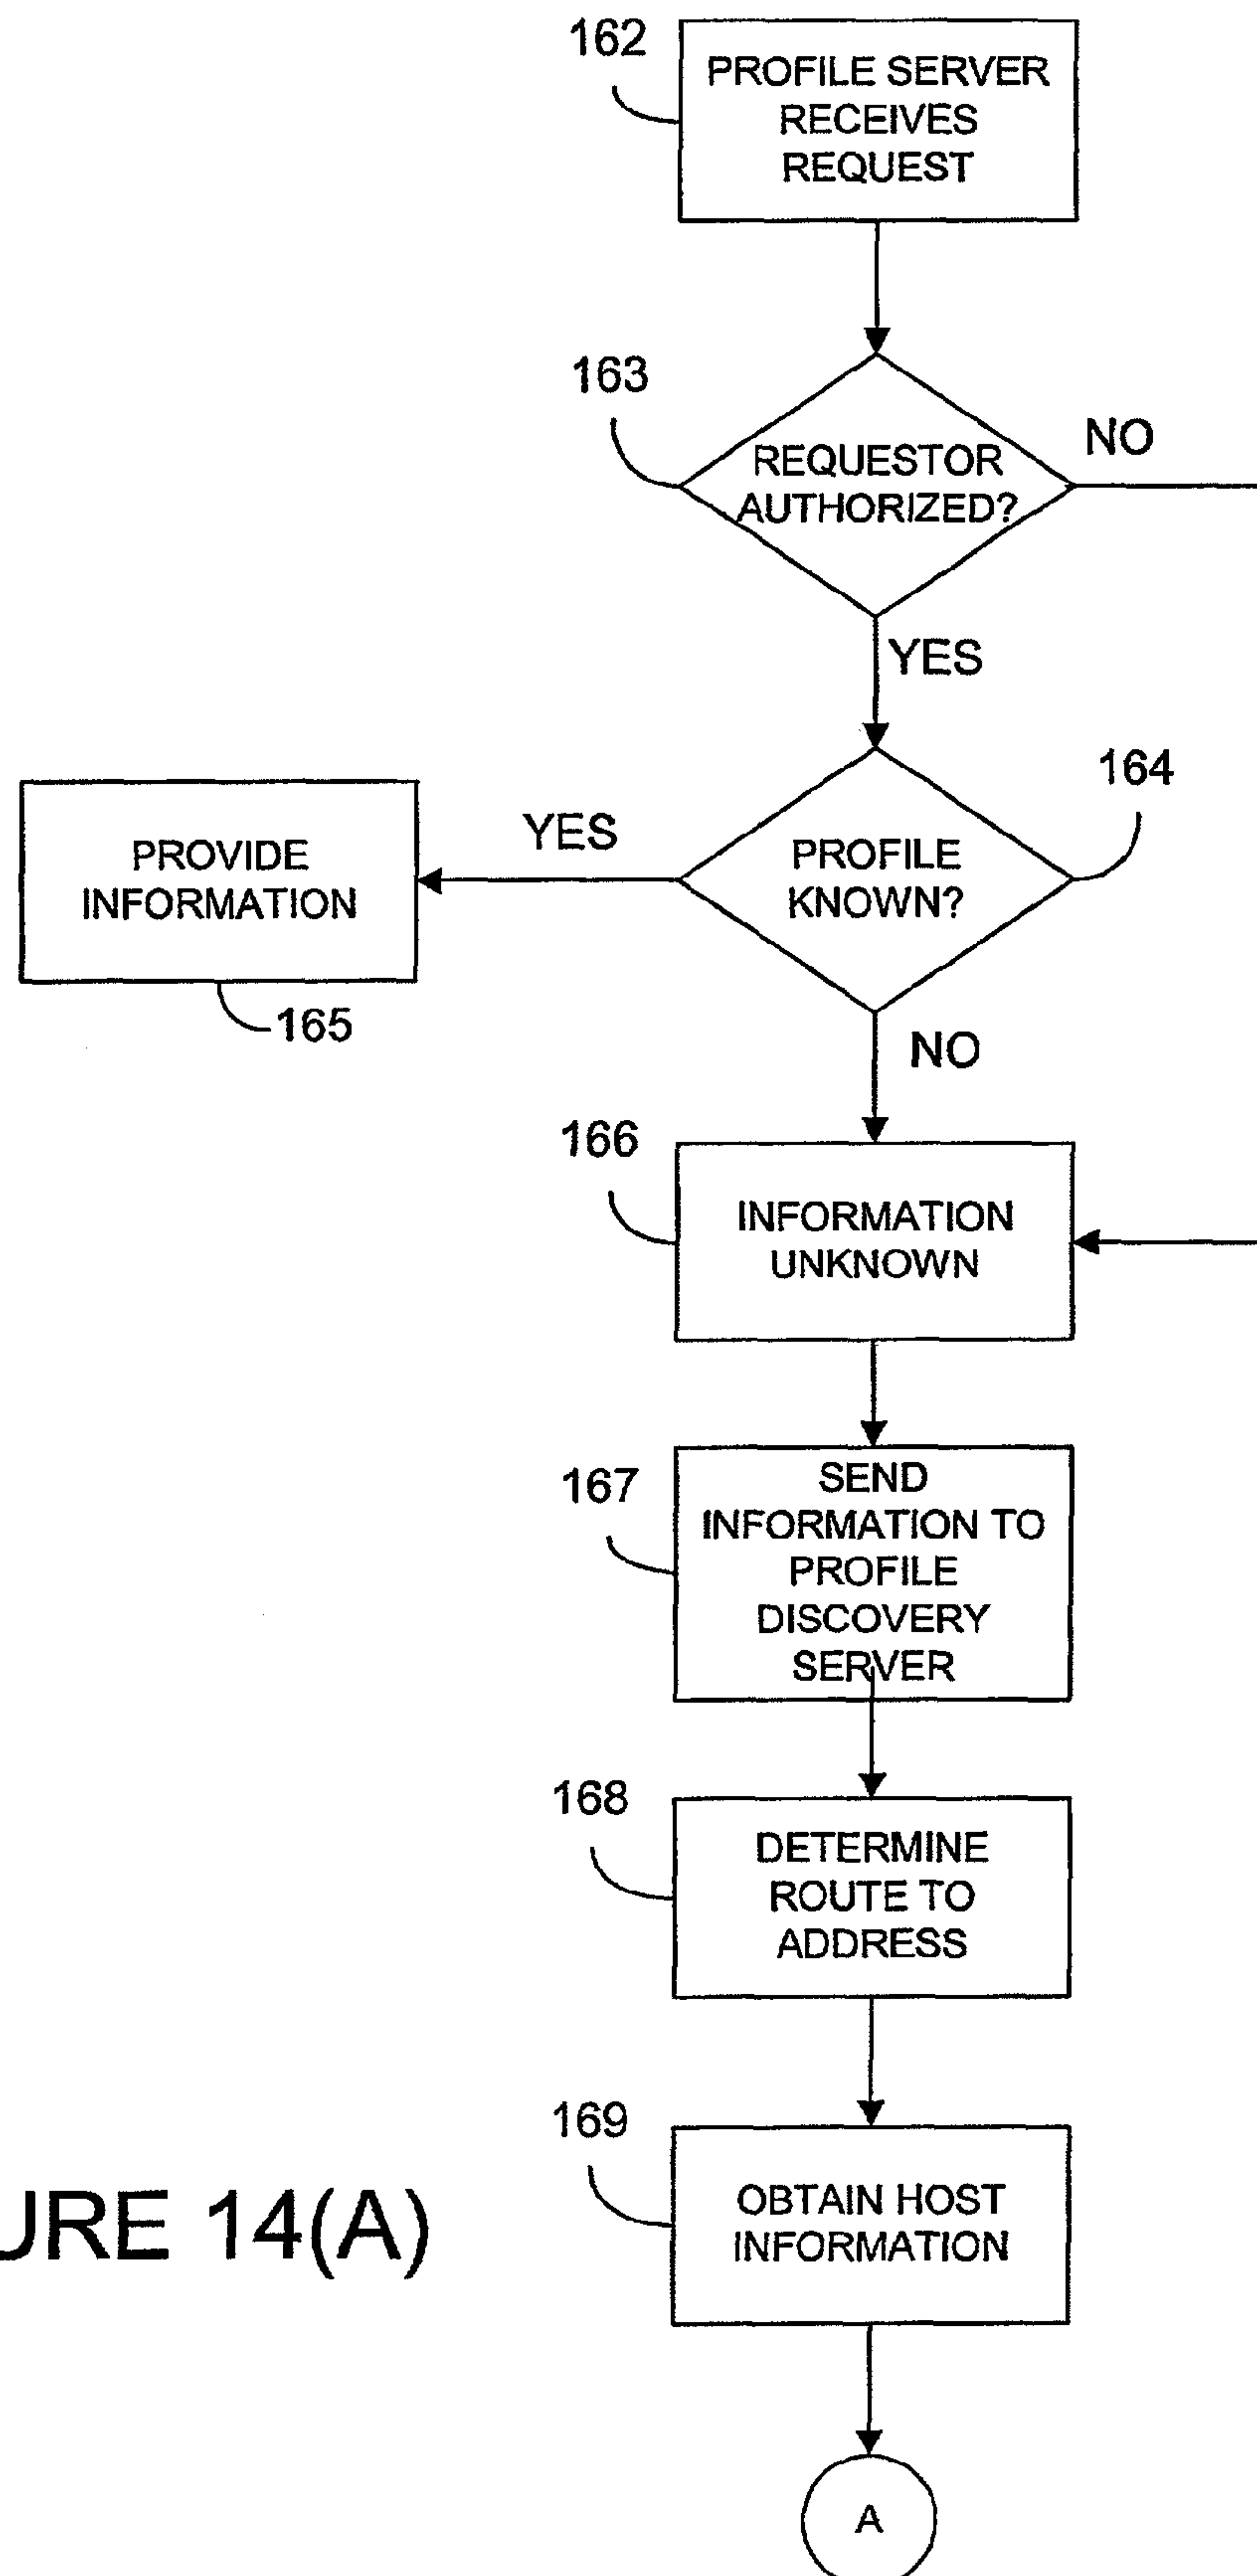 162
PROFILE SERVER
RECEIVES
REQUEST
163
REQUESTOR
AUTHORIZED?
NO
YES
164
PROFILE
KNOWN?
YES
PROVIDE
INFORMATION
165
NO
166
INFORMATION
UNKNOWN
167
SEND
INFORMATION TO
PROFILE
DISCOVERY
SERVER
168
DETERMINE
ROUTE TO
ADDRESS
169
OBTAIN HOST
INFORMATION
URE 14(A)
A